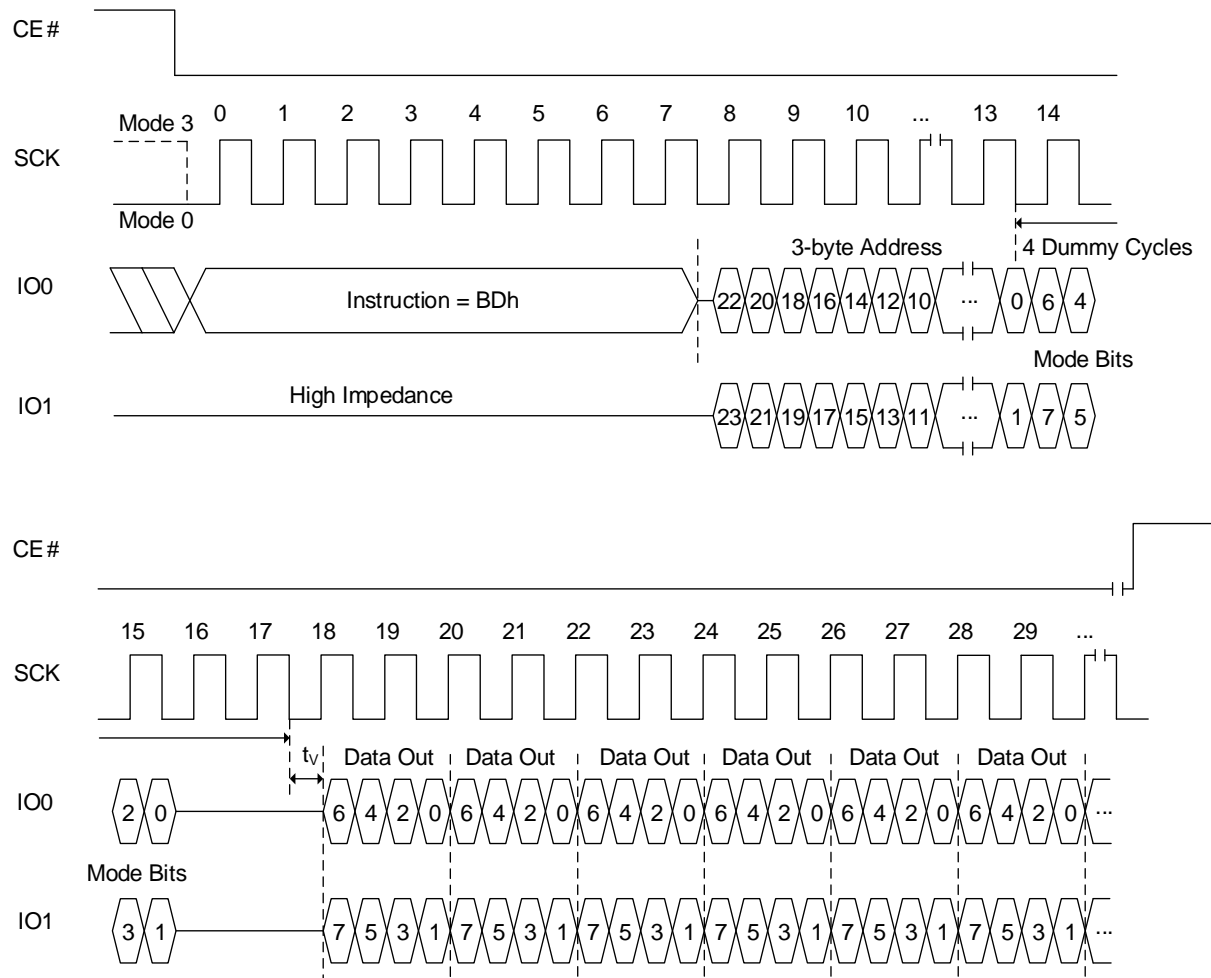 CE#
0 1 2 3 4 5 6 7 8 9 10 ... 13 14
Mode 3
SCK
Mode 0
3-byte Address 4 Dummy Cycles
IO0 Instruction = BDh 22 20 18 16 14 12 10 ... 0 6 4
Mode Bits
High Impedance
IO1 23 21 19 17 15 13 11 ... 1 7 5
CE#
15 16 17 18 19 20 21 22 23 24 25 26 27 28 29 ...
SCK
tV Data Out Data Out Data Out Data Out Data Out Data Out
IO0 2 0 6 4 2 0 6 4 2 0 6 4 2 0 6 4 2 0 6 4 2 0 6 4 2 0 ...
Mode Bits
IO1 3 1 7 5 3 1 7 5 3 1 7 5 3 1 7 5 3 1 7 5 3 1 7 5 3 1 ...